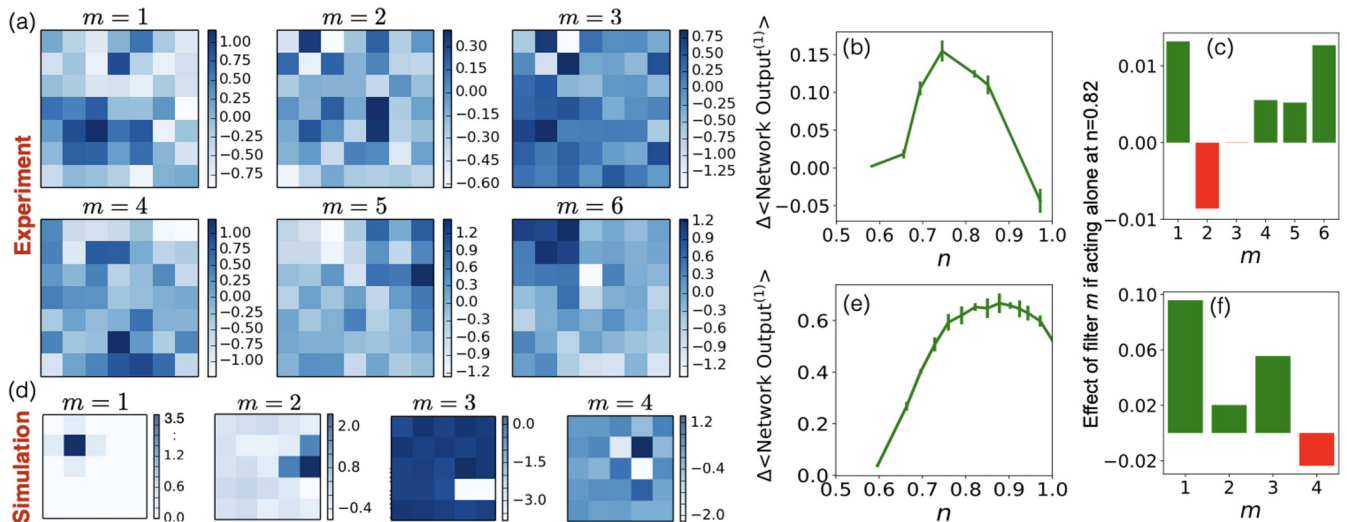 (a)
Experiment
m = 1
1.00
0.75
0.50
0.25
0.00
−0.25
−0.50
−0.75
m = 2
0.30
0.15
0.00
−0.15
−0.30
−0.45
−0.60
m = 3
0.75
0.50
0.25
0.00
−0.25
−0.50
−0.75
−1.00
−1.25
m = 4
1.00
0.75
0.50
0.25
0.00
−0.25
−0.50
−0.75
−1.00
m = 5
1.2
0.9
0.6
0.3
0.0
−0.3
−0.6
−0.9
−1.2
m = 6
1.2
0.9
0.6
0.3
0.0
−0.3
−0.6
−0.9
−1.2
(b)
Δ<Network Output(1)>
0.15
0.10
0.05
0.00
−0.05
0.5 0.6 0.7 0.8 0.9 1.0
n
(c)
Effect of filter m if acting alone at n=0.82
0.01
0.00
−0.01
1 2 3 4 5 6
m
(d)
Simulation
m = 1
3.5
:
1.2
0.6
0.0
m = 2
2.0
0.8
−0.4
m = 3
0.0
−1.5
−3.0
m = 4
1.2
−0.4
−2.0
(e)
Δ<Network Output(1)>
0.6
0.4
0.2
0.0
0.5 0.6 0.7 0.8 0.9 1.0
n
(f)
0.10
0.06
0.02
−0.02
1 2 3 4
m